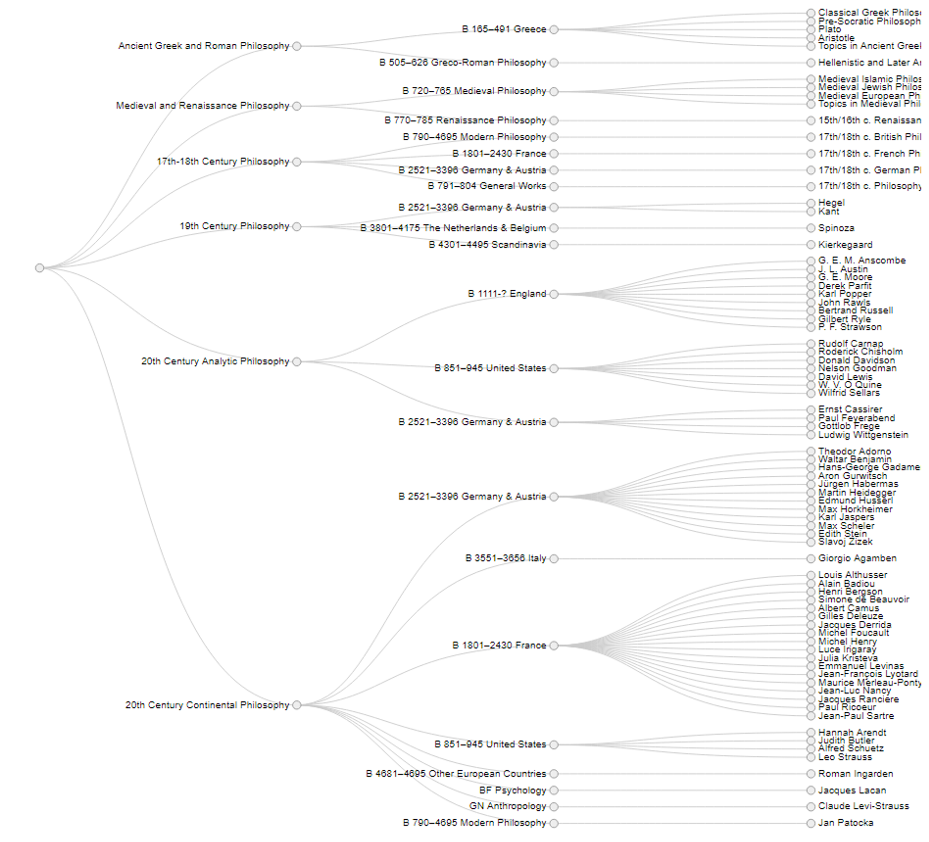 Ancient Greek and Roman Philosophy
B 165–491 Greece
Classical Greek Philos
Pre-Socratic Philosoph
Plato
Aristotle
Topics in Ancient Greel
B 505–626 Greco-Roman Philosophy
Hellenistic and Later A
Medieval and Renaissance Philosophy
B 720–765 Medieval Philosophy
Medieval Islamic Philos
Medieval Jewish Philos
Medieval European Ph
Topics in Medieval Phil
B 770–785 Renaissance Philosophy
15th/16th c. Renaissan
17th-18th Century Philosophy
B 790–4695 Modern Philosophy
17th/18th c. British Phil
B 1801–2430 France
17th/18th c. French Ph
B 2521–3396 Germany & Austria
17th/18th c. German P
B 791–804 General Works
17th/18th c. Philosophy
19th Century Philosophy
B 2521–3396 Germany & Austria
Hegel
Kant
B 3801–4175 The Netherlands & Belgium
Spinoza
B 4301–4495 Scandinavia
Kierkegaard
20th Century Analytic Philosophy
B 1111-? England
G. E. M. Anscombe
J. L. Austin
G. E. Moore
Derek Parfit
Karl Popper
John Rawls
Bertrand Russell
Gilbert Ryle
P. F. Strawson
B 851–945 United States
Rudolf Carnap
Roderick Chisholm
Donald Davidson
Nelson Goodman
David Lewis
W. V. O Quine
Wilfrid Sellars
B 2521–3396 Germany & Austria
Ernst Cassirer
Paul Feyerabend
Gottlob Frege
Ludwig Wittgenstein
20th Century Continental Philosophy
B 2521–3396 Germany & Austria
Theodor Adorno
Waltar Benjamin
Hans-George Gadame
Aron Gurwitsch
Jürgen Habermas
Martin Heidegger
Edmund Husserl
Max Horkheimer
Karl Jaspers
Max Scheler
Edith Stein
Slavoj Zizek
B 3551–3656 Italy
Giorgio Agamben
B 1801–2430 France
Louis Althusser
Alain Badiou
Henri Bergson
Simone de Beauvoir
Albert Camus
Gilles Deleuze
Jacques Derrida
Michel Foucault
Michel Henry
Luce Irigaray
Julia Kristeva
Emmanuel Levinas
Jean-François Lyotard
Maurice Merleau-Ponty
Jean-Luc Nancy
Jacques Rancière
Paul Ricoeur
Jean-Paul Sartre
B 851–945 United States
Hannah Arendt
Judith Butler
Alfred Schuetz
Leo Strauss
B 4681–4695 Other European Countries
Roman Ingarden
BF Psychology
Jacques Lacan
GN Anthropology
Claude Levi-Strauss
B 790–4695 Modern Philosophy
Jan Patocka